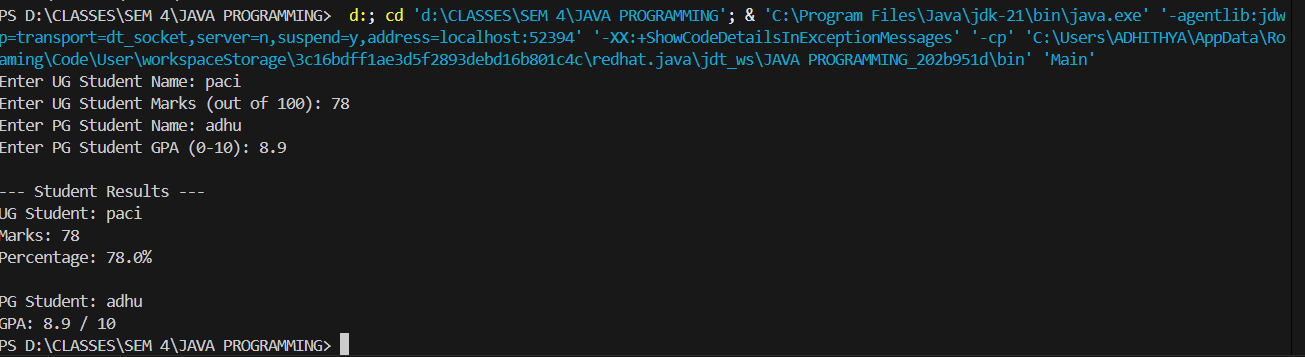 PS D:\CLASSES\SEM 4\JAVA PROGRAMMING>  d:; cd 'd:\CLASSES\SEM 4\JAVA PROGRAMMING'; & 'C:\Program Files\Java\jdk-21\bin\java.exe' '-agentlib:jdw
p=transport=dt_socket,server=n,suspend=y,address=localhost:52394' '-XX:+ShowCodeDetailsInExceptionMessages' '-cp' 'C:\Users\ADHITHYA\AppData\Ro
aming\Code\User\workspaceStorage\3c16bdff1ae3d5f2893debd16b801c4c\redhat.java\jdt_ws\JAVA PROGRAMMING_202b951d\bin' 'Main'
Enter UG Student Name: paci
Enter UG Student Marks (out of 100): 78
Enter PG Student Name: adhu
Enter PG Student GPA (0-10): 8.9

--- Student Results ---
UG Student: paci
Marks: 78
Percentage: 78.0%

PG Student: adhu
GPA: 8.9 / 10
PS D:\CLASSES\SEM 4\JAVA PROGRAMMING>